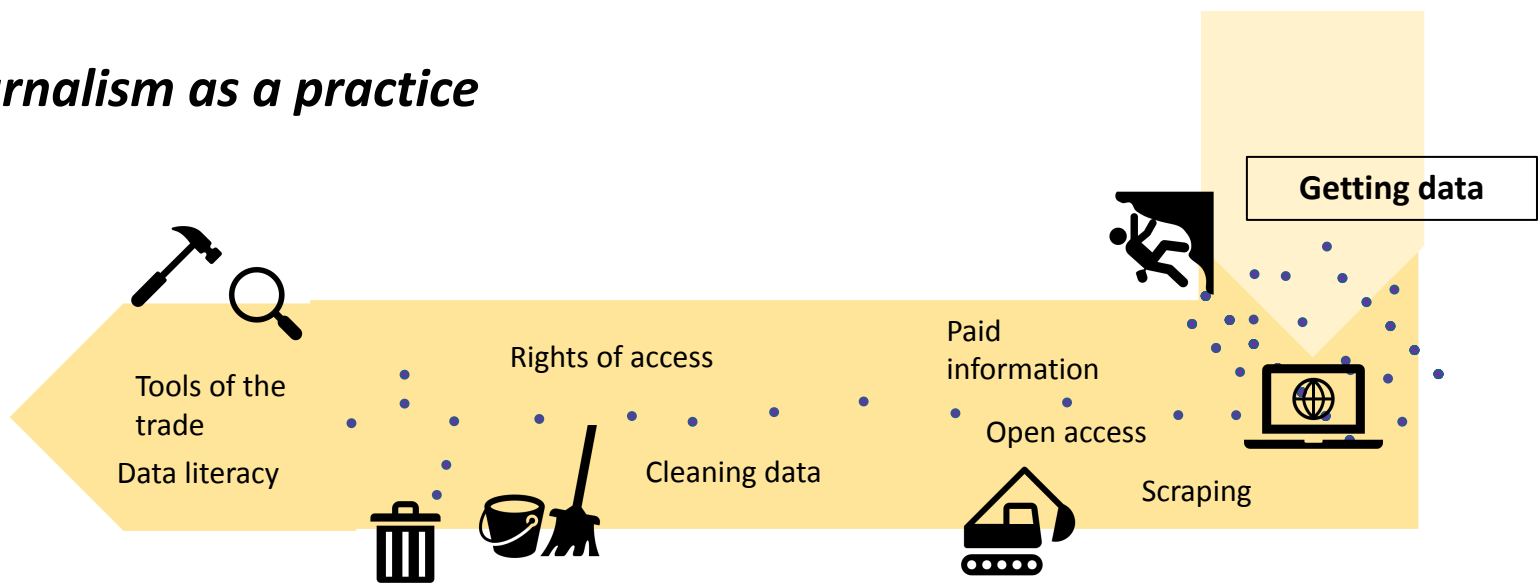 urnalism as a practice
Getting data
Paid
information
Rights of access
Tools of the
trade
Open access
Data literacy
Cleaning data
Scraping